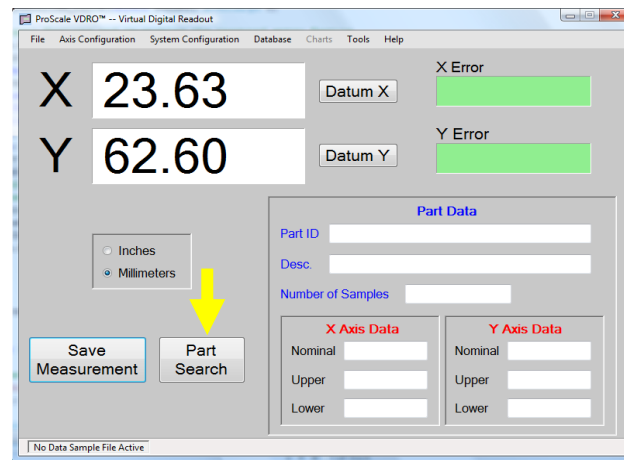 ProScale VDRO™ -- Virtual Digital Readout
File Axis Configuration System Configuration Database Charts Tools Help
X 23.63 Datum X X Error
Y 62.60 Datum Y Y Error
Part Data
Part ID
Inches
Millimeters
Desc.
Number of Samples
X Axis Data Y Axis Data
Save Measurement Part Search
Nominal Nominal
Upper Upper
Lower Lower
No Data Sample File Active